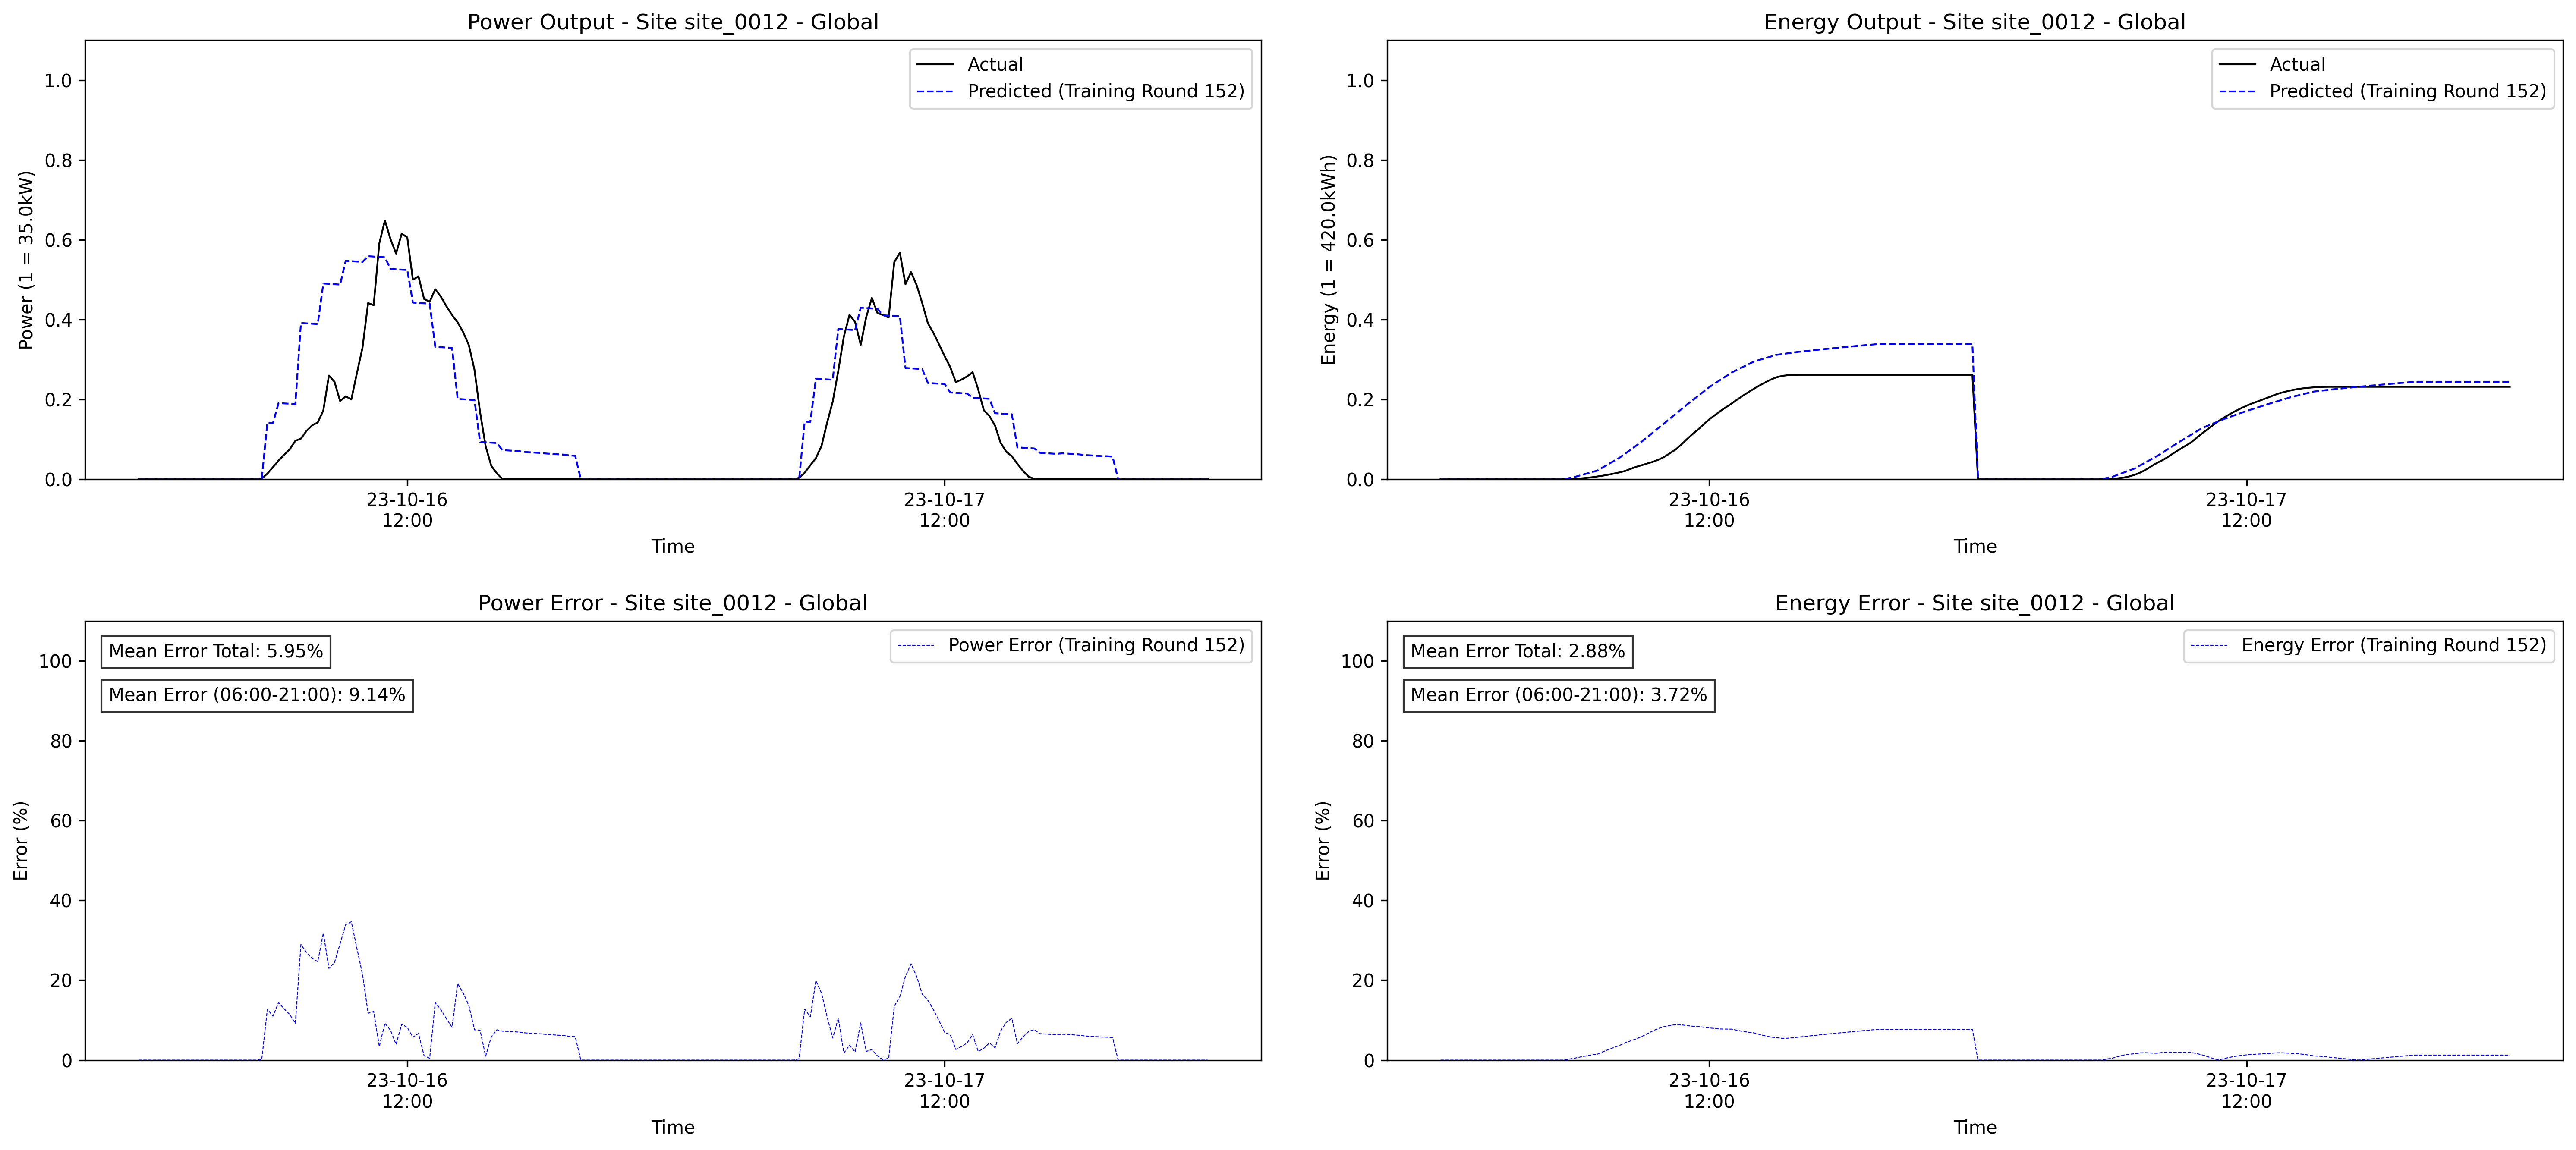 Power Output - Site site_0012 - Global
Power (1 = 35.0kW)
1.0
0.8
0.6
0.4
0.2
0.0
Actual
Predicted (Training Round 152)
23-10-16
12:00
23-10-17
12:00
Time
Energy Output - Site site_0012 - Global
Energy (1 = 420.0kWh)
1.0
0.8
0.6
0.4
0.2
0.0
Actual
Predicted (Training Round 152)
23-10-16
12:00
23-10-17
12:00
Time
Power Error - Site site_0012 - Global
Error (%)
100
80
60
40
20
0
Mean Error Total: 5.95%
Mean Error (06:00-21:00): 9.14%
Power Error (Training Round 152)
23-10-16
12:00
23-10-17
12:00
Time
Energy Error - Site site_0012 - Global
Error (%)
100
80
60
40
20
0
Mean Error Total: 2.88%
Mean Error (06:00-21:00): 3.72%
Energy Error (Training Round 152)
23-10-16
12:00
23-10-17
12:00
Time